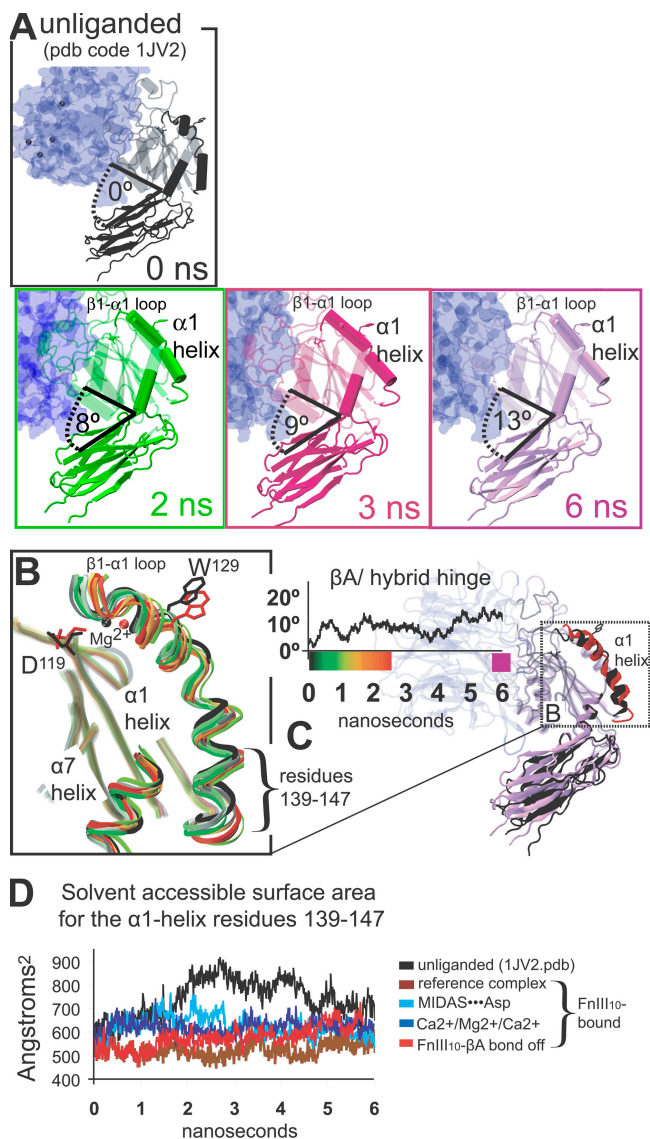 A unliganded
(pdb code 1JV2)
0º
0 ns
β1-α1 loop
α1
helix
8º
2 ns
β1-α1 loop
α1
helix
9º
3 ns
β1-α1 loop
α1
helix
13º
6 ns
B
β1-α1 loop
W129
Mg2+
D119
α1
helix
α7
helix
residues
139-147
βA/ hybrid hinge
20º
10º
0º
0 1 2 3 4 5 6
nanoseconds
C
α1
helix
B
D Solvent accessible surface area
for the α1-helix residues 139-147
Angstroms2
900
800
700
600
500
400
0 1 2 3 4 5 6
nanoseconds
unliganded (1JV2.pdb)
reference complex
MIDAS•••Asp
Ca2+/Mg2+/Ca2+
FnIII10-βA bond off
FnIII10-
bound